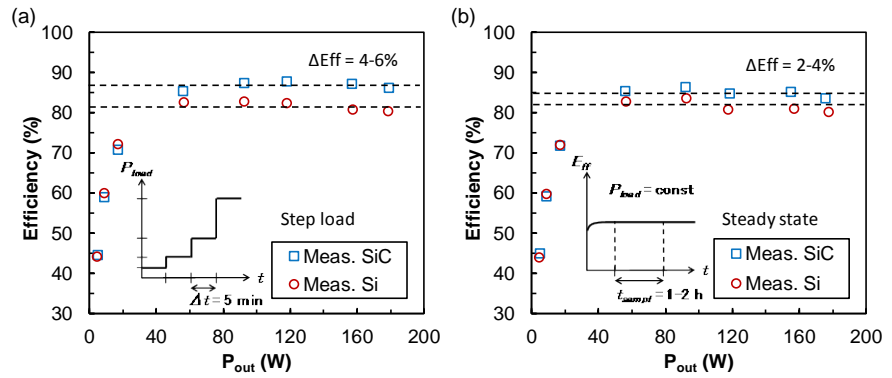 (a)
ΔEff = 4-6%
Efficiency (%)
100
90
80
70
60
50
40
30
P_load
t
Δt = 5 min
Step load
Meas. SiC
Meas. Si
0
40
80
120
160
200
P_out (W)
(b)
ΔEff = 2-4%
Efficiency (%)
100
90
80
70
60
50
40
30
E_ff
P_load = const
t
t_sampl = 1-2 h
Steady state
Meas. SiC
Meas. Si
0
40
80
120
160
200
P_out (W)